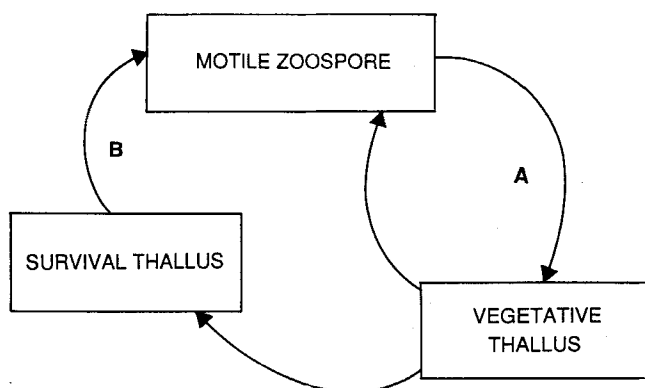 MOTILE ZOOSPORE
B
A
SURVIVAL THALLUS
VEGETATIVE
THALLUS